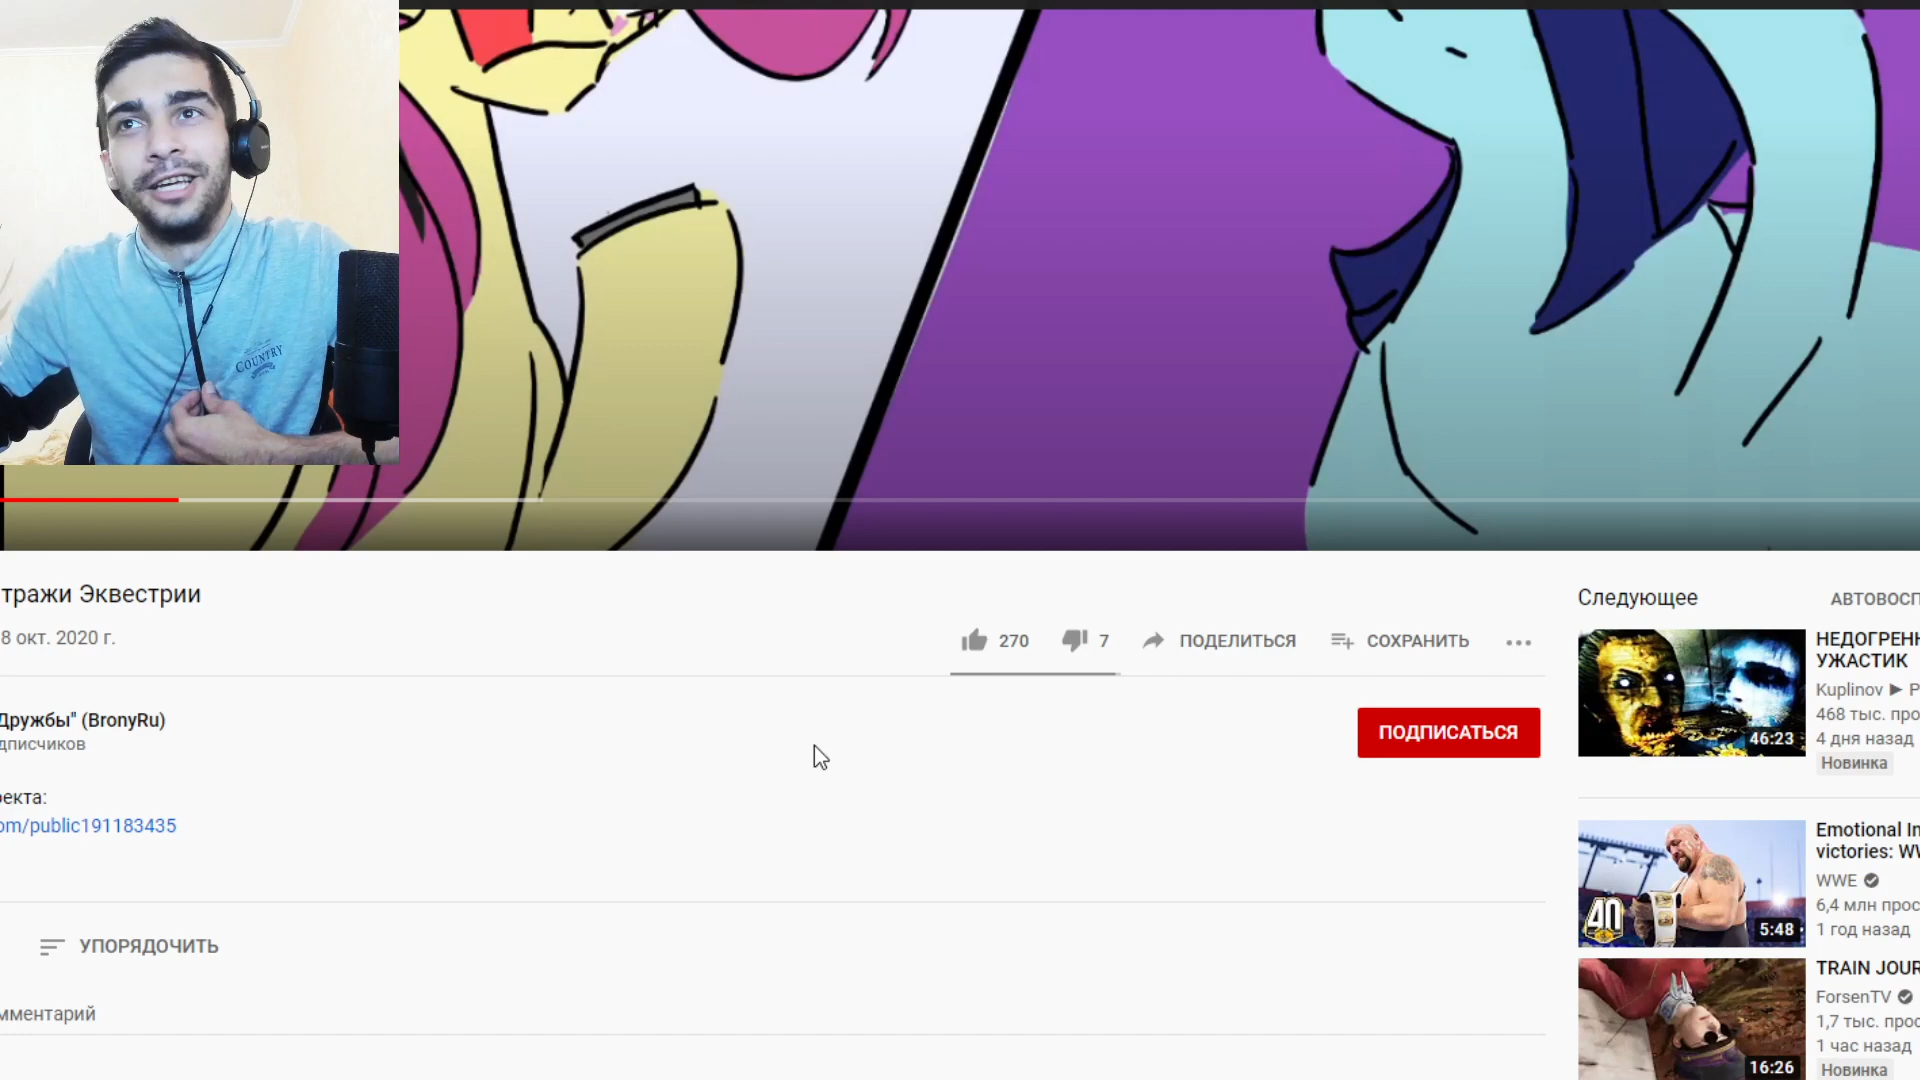 COUNTRY
тражи Эквестрии
8 окт. 2020 г.
270
7
ПОДЕЛИТЬСЯ
СОХРАНИТЬ
Дружбы" (BronyRu)
дписчиков
ПОДПИСАТЬСЯ
екта:
om/public191183435
УПОРЯДОЧИТЬ
мментарий
Следующее
АВТОВОСП
НЕДОГРЕНН
УЖАСТИК
Kuplinov ► P
468 тыс. про
4 дня назад
Новинка
46:23
Emotional In
victories: WW
WWE
6,4 млн прос
1 год назад
40
5:48
TRAIN JOUR
ForsenTV
1,7 тыс. прос
1 час назад
Новинка
16:26